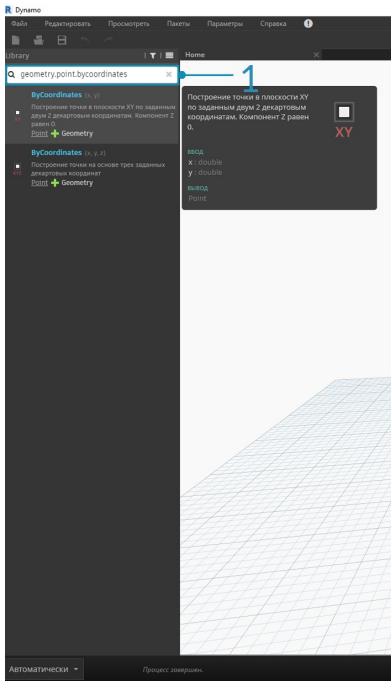 Dynamo
Файл Редактировать Просмотреть Пакеты Параметры Справка
Library
Home
geometry.point.bycoordinates
1
ByCoordinates (x, y)
Построение точки в плоскости XY по заданным
двум 2 декартовым координатам. Компонент Z
равен 0.
Point Geometry
XY
ByCoordinates (x, y, z)
Построение точки на основе трех заданных
декартовых координат
Point Geometry
XYZ
Построение точки в плоскости XY
по заданным двум 2 декартовым
координатам. Компонент Z равен
0.
XY
ВВОД
x : double
y : double
ВЫВОД
Point
Автоматически
Процесс завершен.